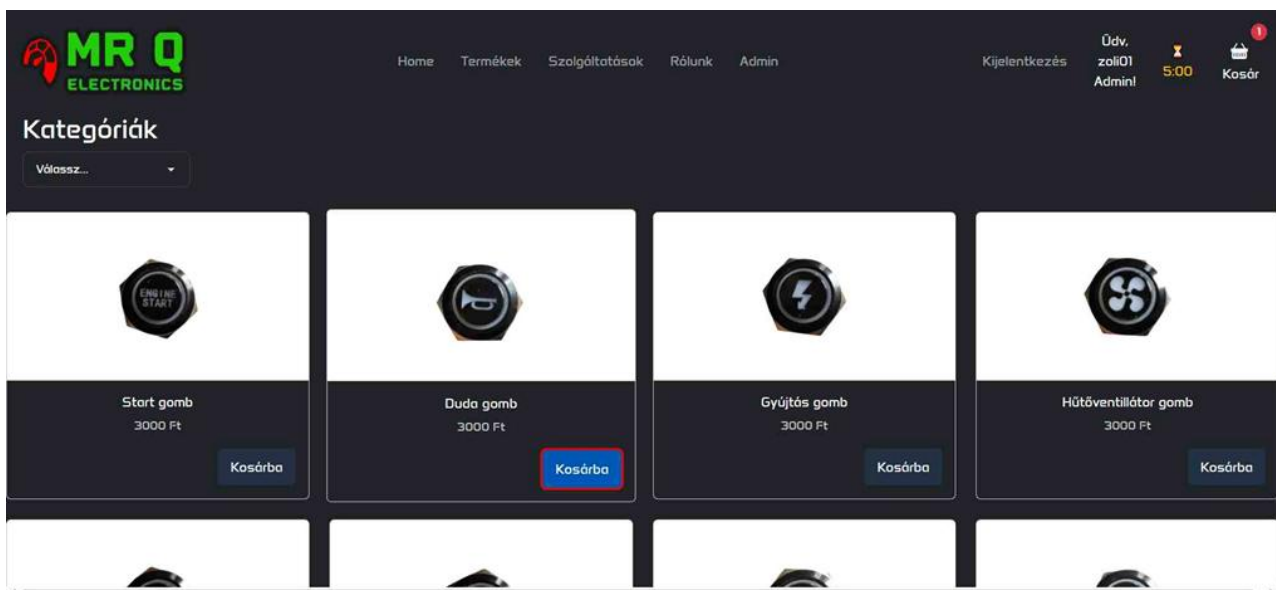 MR Q
ELECTRONICS
Home Termékek Szolgáltatások Rólunk Admin
Kijelentkezés
Üdv,
zoli01
Admin!
5:00
1
Kosár
Kategóriák
Válassz...
ENGINE
START
Start gomb
3000 Ft
Kosárba
Duda gomb
3000 Ft
Kosárba
Gyújtás gomb
3000 Ft
Kosárba
Hűtőventillátor gomb
3000 Ft
Kosárba